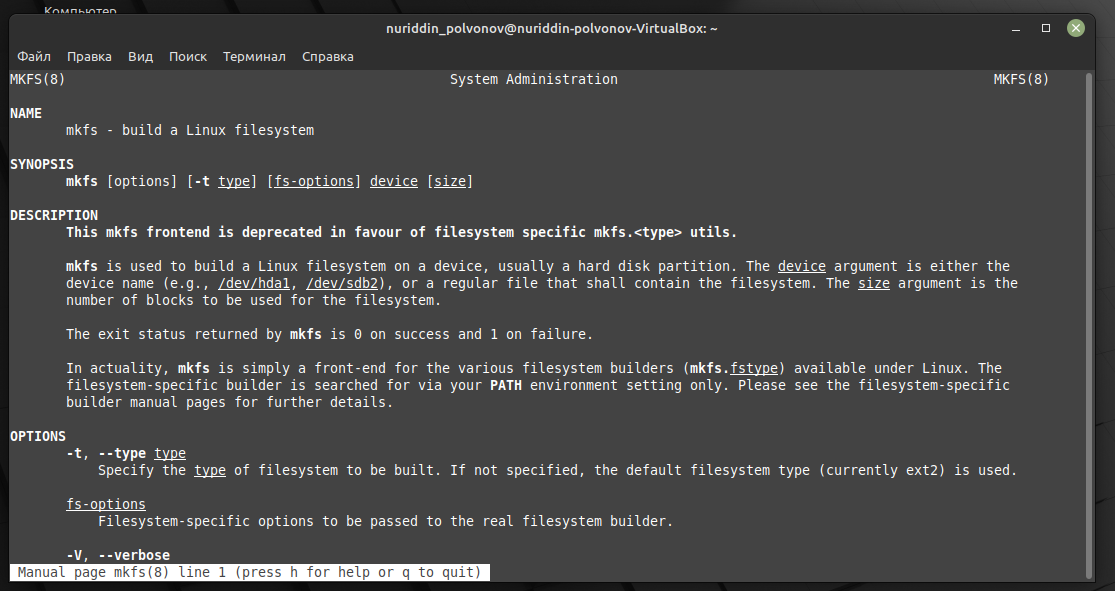 Компьютер
nuriddin_polvonov@nuriddin-polvonov-VirtualBox: ~
Файл Правка Вид Поиск Терминал Справка
MKFS(8) System Administration MKFS(8)
NAME
mkfs - build a Linux filesystem
SYNOPSIS
mkfs [options] [-t type] [fs-options] device [size]
DESCRIPTION
This mkfs frontend is deprecated in favour of filesystem specific mkfs.<type> utils.
mkfs is used to build a Linux filesystem on a device, usually a hard disk partition. The device argument is either the
device name (e.g., /dev/hda1, /dev/sdb2), or a regular file that shall contain the filesystem. The size argument is the
number of blocks to be used for the filesystem.
The exit status returned by mkfs is 0 on success and 1 on failure.
In actuality, mkfs is simply a front-end for the various filesystem builders (mkfs.fstype) available under Linux. The
filesystem-specific builder is searched for via your PATH environment setting only. Please see the filesystem-specific
builder manual pages for further details.
OPTIONS
-t, --type type
Specify the type of filesystem to be built. If not specified, the default filesystem type (currently ext2) is used.
fs-options
Filesystem-specific options to be passed to the real filesystem builder.
-V, --verbose
Manual page mkfs(8) line 1 (press h for help or q to quit)